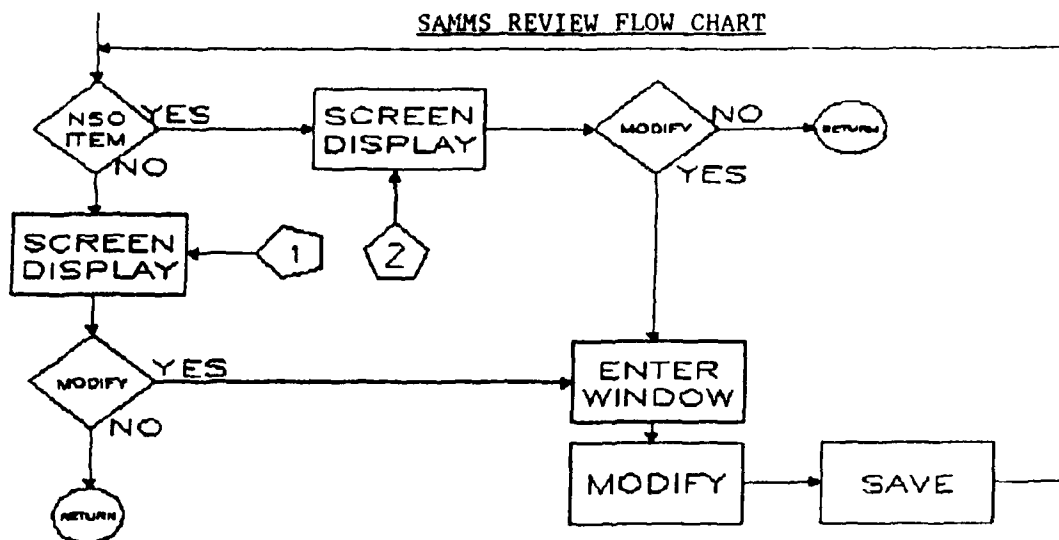 SAMMS REVIEW FLOW CHART
NSO
ITEM
YES
NO
SCREEN
DISPLAY
MODIFY
NO
YES
RETURN
SCREEN
DISPLAY
1
2
MODIFY
YES
NO
RETURN
ENTER
WINDOW
MODIFY
SAVE